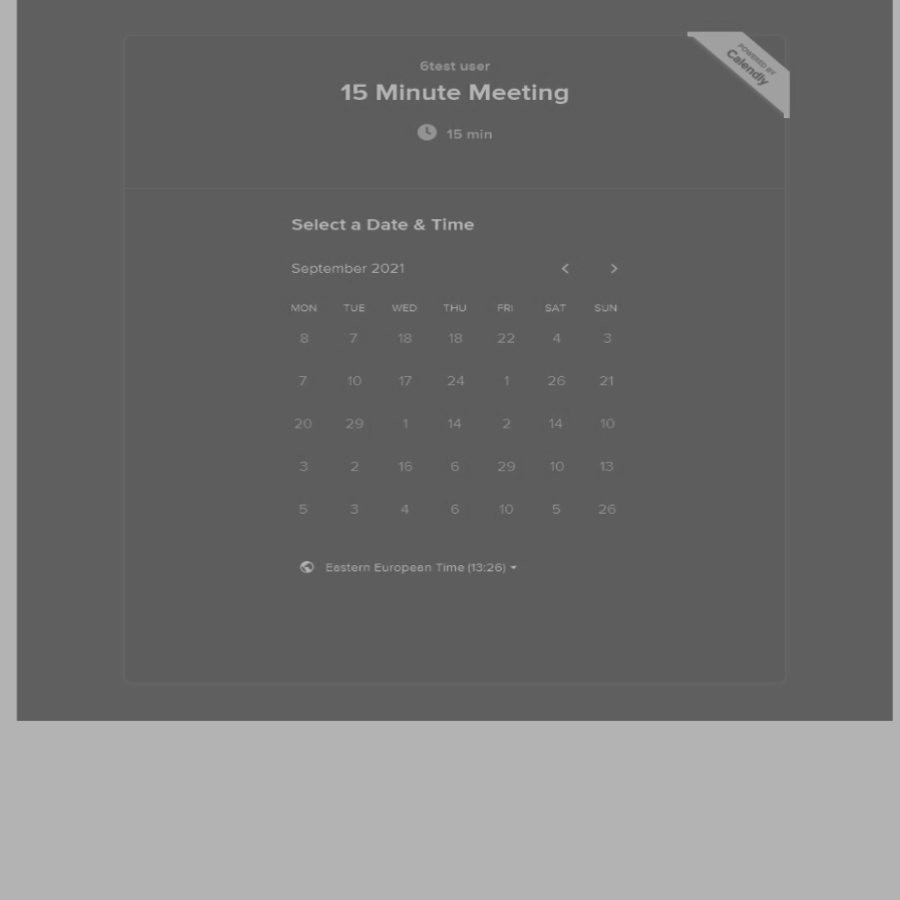 POWERED BY
Calendly
6test user
15 Minute Meeting
15 min
Select a Date & Time
September 2021
MON TUE WED THU FRI SAT SUN
8 7 18 18 22 4 3
7 10 17 24 1 26 21
20 29 1 14 2 14 10
3 2 16 6 29 10 13
5 3 4 6 10 5 26
Eastern European Time (13:26)